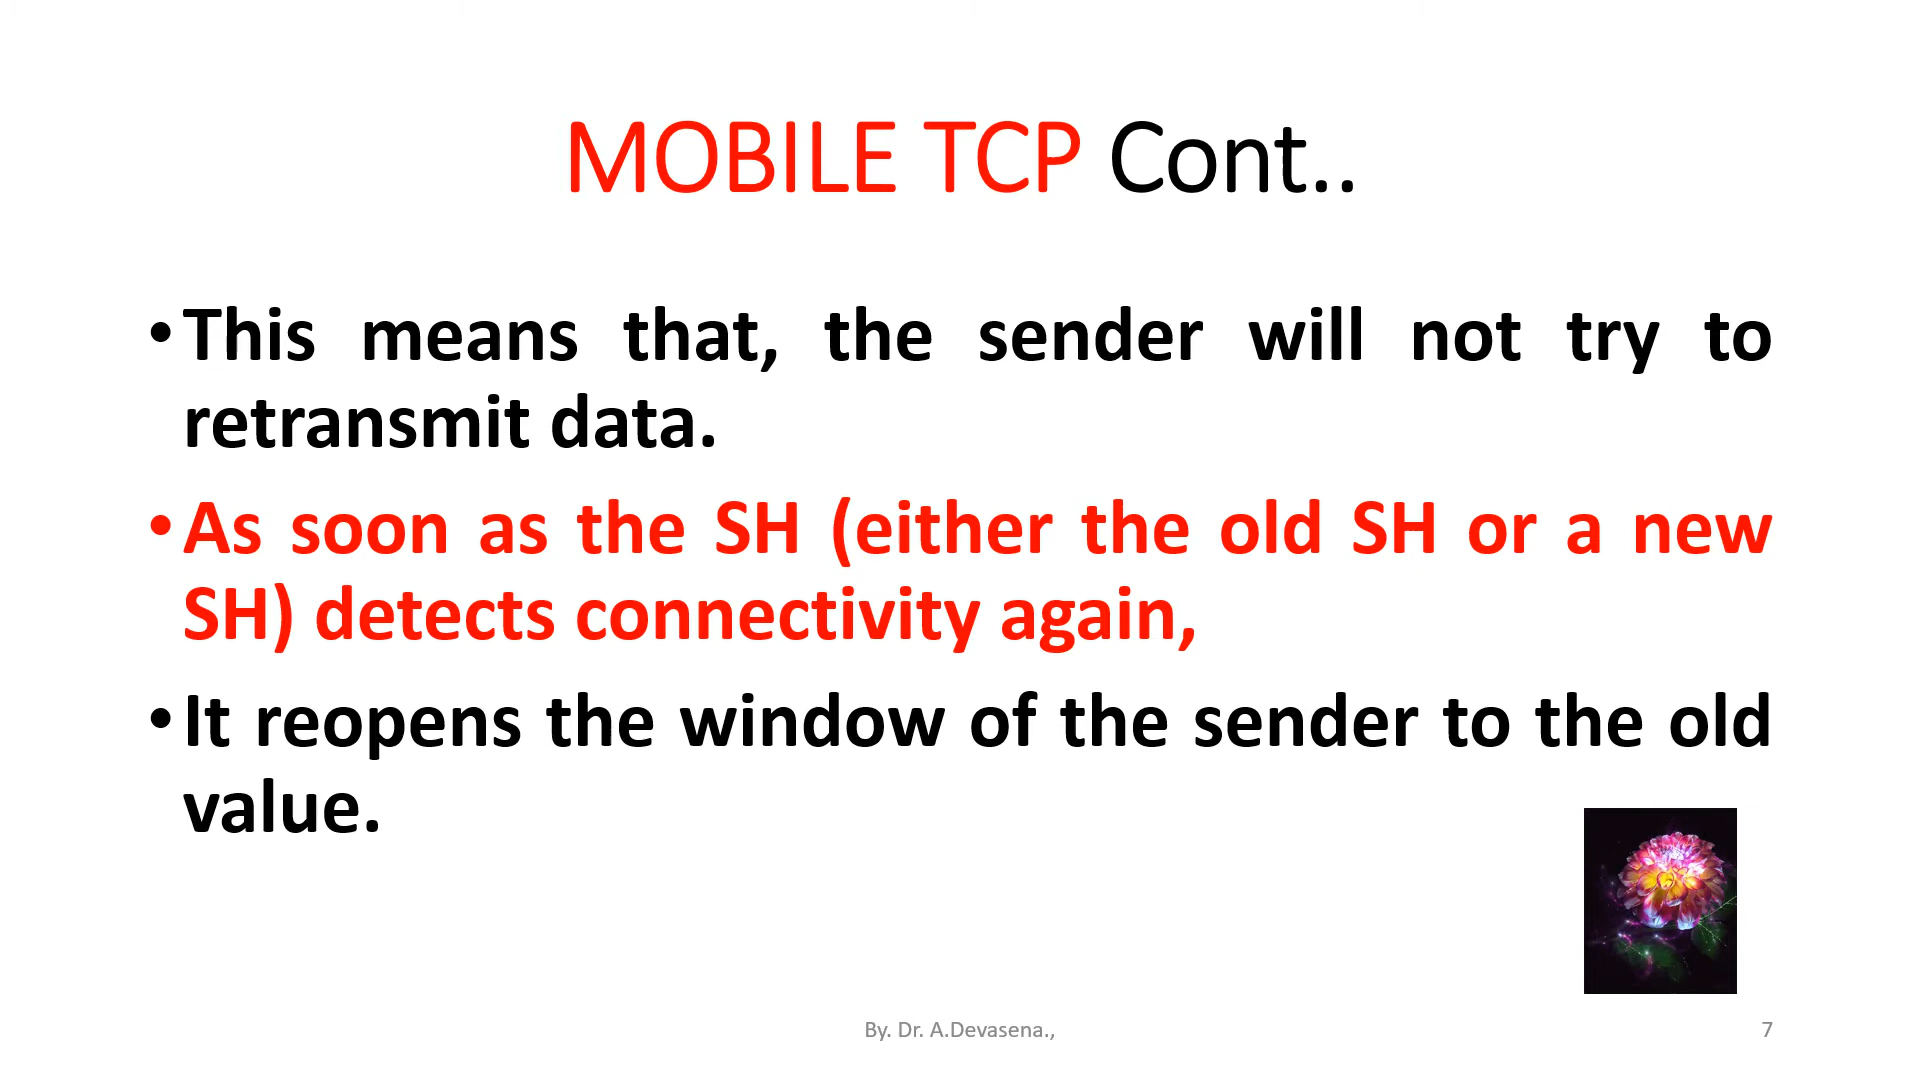 MOBILE TCP Cont..
•This means that, the sender will not try to
retransmit data.
•As soon as the SH (either the old SH or a new
SH) detects connectivity again,
•It reopens the window of the sender to the old
value.
By. Dr. A.Devasena.,
7